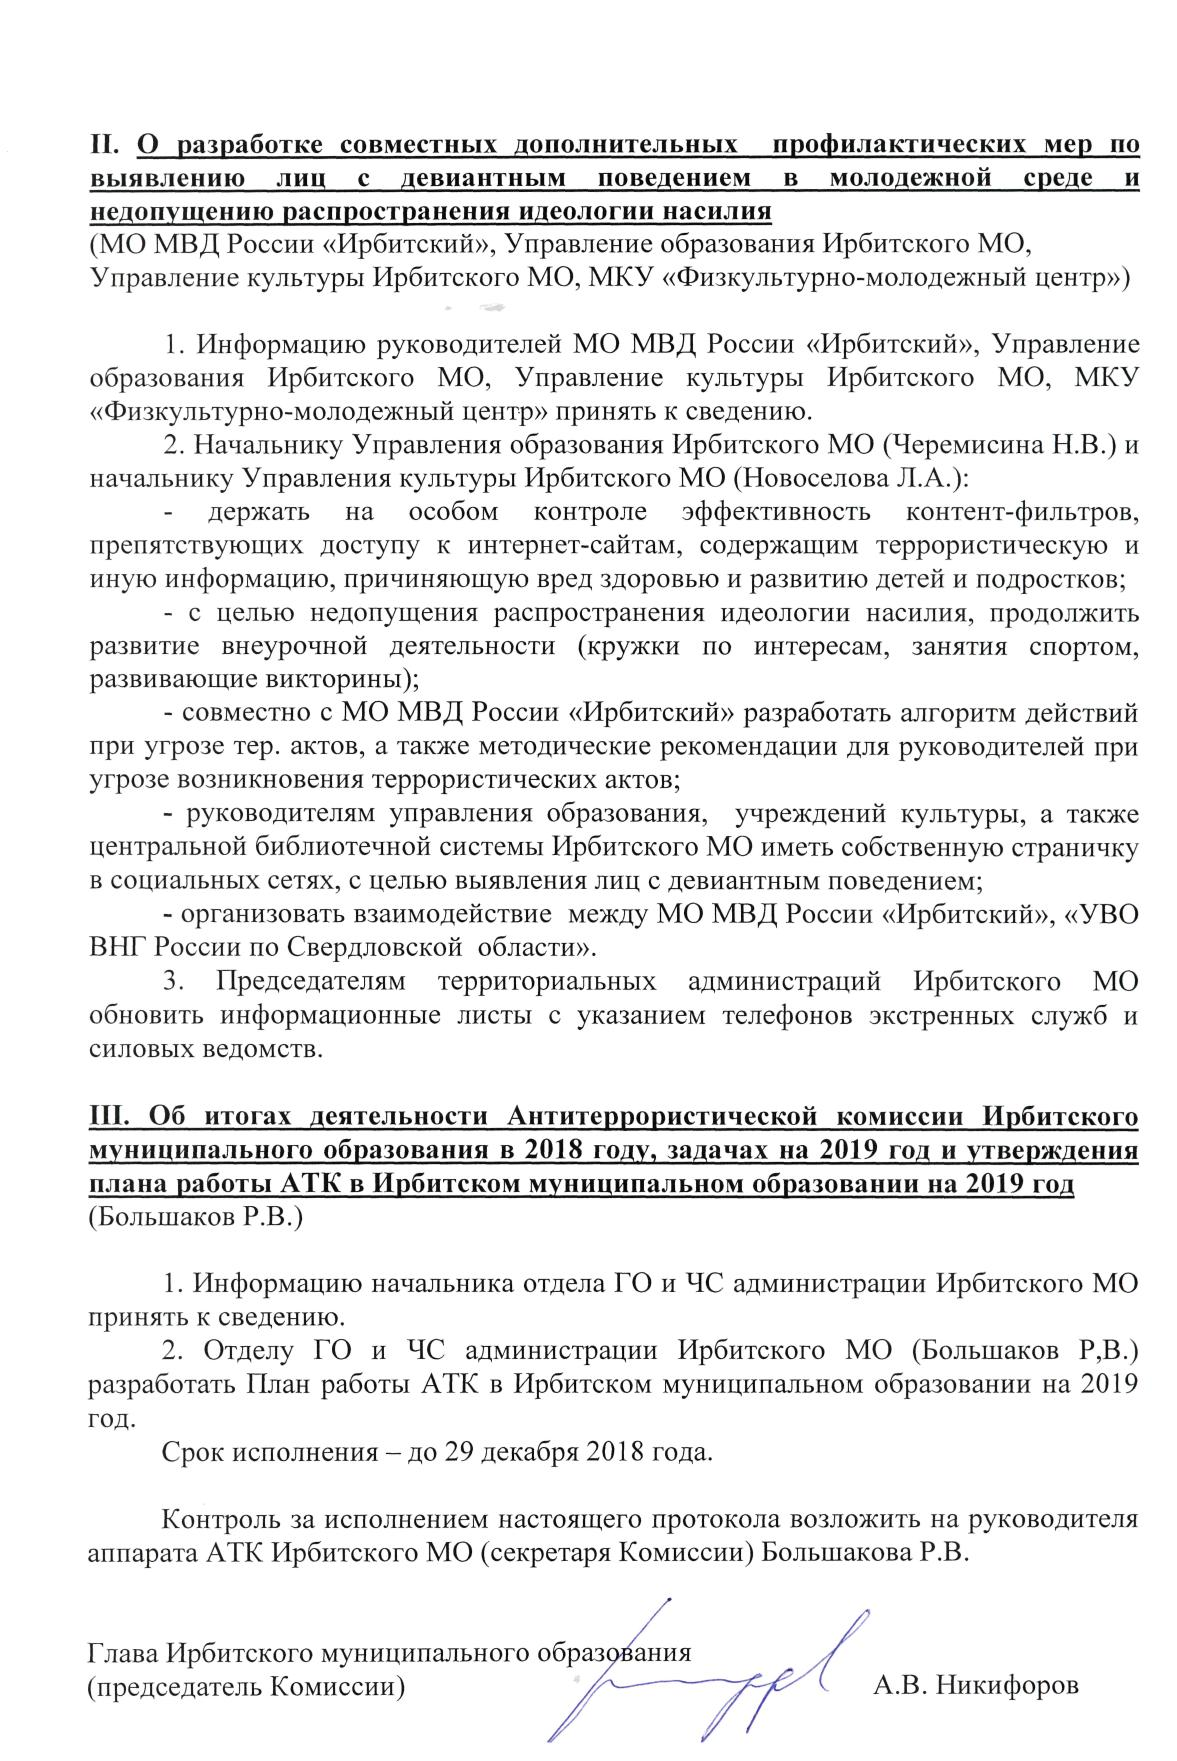 II. О разработке совместных дополнительных профилактических мер по
выявлению лиц с девиантным поведением в молодежной среде и
недопущению распространения идеологии насилия
(МО МВД России «Ирбитский», Управление образования Ирбитского МО,
Управление культуры Ирбитского МО, МКУ «Физкультурно-молодежный центр»)
1. Информацию руководителей МО МВД России «Ирбитский», Управление
образования Ирбитского МО, Управление культуры Ирбитского МО, МКУ
«Физкультурно-молодежный центр» принять к сведению.
2. Начальнику Управления образования Ирбитского МО (Черемисина Н.В.) и
начальнику Управления культуры Ирбитского МО (Новоселова Л.А.):
- держать на особом контроле эффективность контент-фильтров,
препятствующих доступу к интернет-сайтам, содержащим террористическую и
иную информацию, причиняющую вред здоровью и развитию детей и подростков;
- с целью недопущения распространения идеологии насилия, продолжить
развитие внеурочной деятельности (кружки по интересам, занятия спортом,
развивающие викторины);
- совместно с МО МВД России «Ирбитский» разработать алгоритм действий
при угрозе тер. актов, а также методические рекомендации для руководителей при
угрозе возникновения террористических актов;
- руководителям управления образования, учреждений культуры, а также
центральной библиотечной системы Ирбитского МО иметь собственную страничку
в социальных сетях, с целью выявления лиц с девиантным поведением;
- организовать взаимодействие между МО МВД России «Ирбитский», «УВО
ВНГ России по Свердловской области».
3. Председателям территориальных администраций Ирбитского МО
обновить информационные листы с указанием телефонов экстренных служб и
силовых ведомств.
III. Об итогах деятельности Антитеррористической комиссии Ирбитского
муниципального образования в 2018 году, задачах на 2019 год и утверждения
плана работы АТК в Ирбитском муниципальном образовании на 2019 год
(Большаков Р.В.)
1. Информацию начальника отдела ГО и ЧС администрации Ирбитского МО
принять к сведению.
2. Отделу ГО и ЧС администрации Ирбитского МО (Большаков Р,В.)
разработать План работы АТК в Ирбитском муниципальном образовании на 2019
год.
Срок исполнения – до 29 декабря 2018 года.
Контроль за исполнением настоящего протокола возложить на руководителя
аппарата АТК Ирбитского МО (секретаря Комиссии) Большакова Р.В.
Глава Ирбитского муниципального образования
(председатель Комиссии) А.В. Никифоров